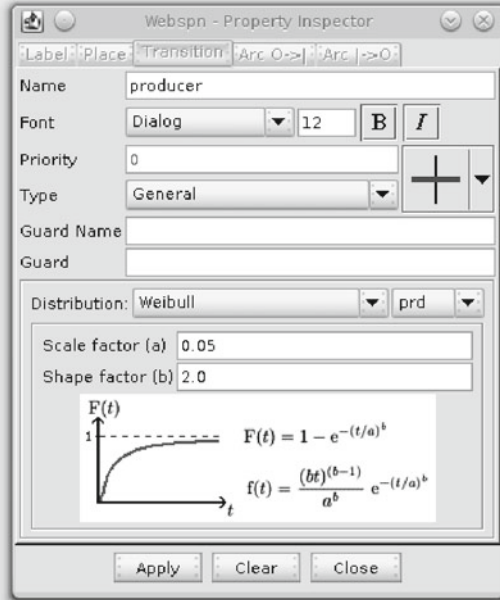 Webspn - Property Inspector
Label Place Transition Arc O->| Arc |->O
Name producer
Font Dialog 12 B I
Priority 0
Type General
Guard Name
Guard
Distribution: Weibull prd
Scale factor (a) 0.05
Shape factor (b) 2.0
F(t)
1
t
F(t) = 1 − e^{−(t/a)^b}
f(t) = \frac{(bt)^{(b−1)}}{a^b} e^{−(t/a)^b}
Apply Clear Close